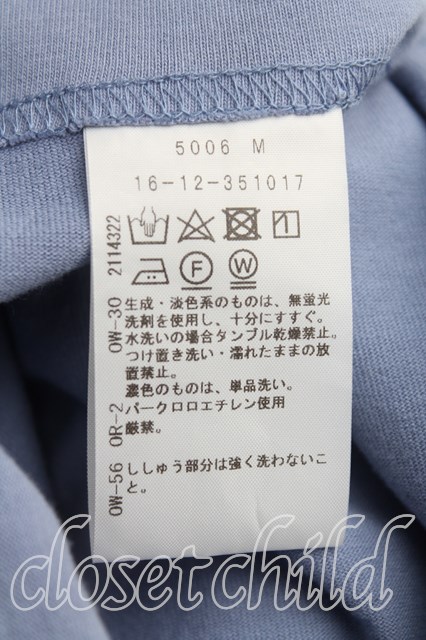 5006 M
16-12-351017
F W
2114322
OW-30
生成・淡色系のものは、無蛍光
洗剤を使用し、十分にすすぐ。
水洗いの場合タンブル乾燥禁止。
つけ置き洗い・濡れたままの放
置禁止。
濃色のものは、単品洗い。
OR-2
パークロロエチレン使用
厳禁。
OW-56
ししゅう部分は強く洗わないこ
と。
closetchild